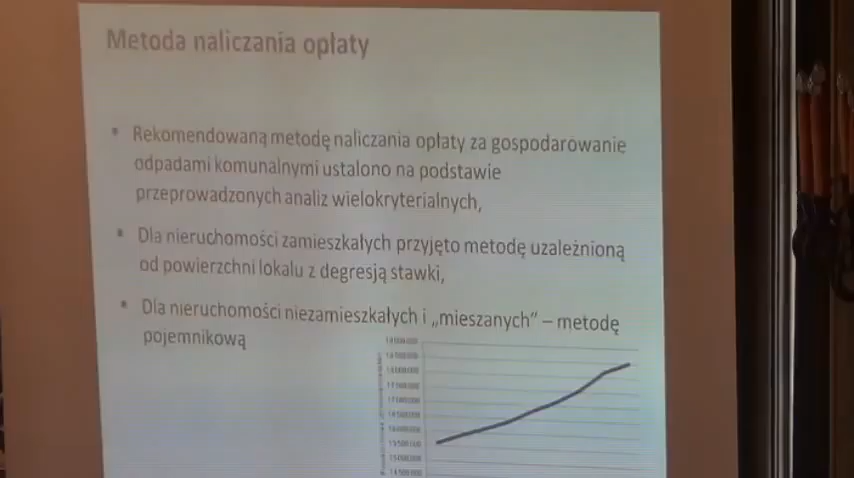 Metoda naliczania opłaty
▪ Rekomendowaną metodę naliczania opłaty za gospodarowanie
odpadami komunalnymi ustalono na podstawie
przeprowadzonych analiz wielokryterialnych,
▪ Dla nieruchomości zamieszkałych przyjęto metodę uzależnioną
od powierzchni lokalu z degresją stawki,
▪ Dla nieruchomości niezamieszkałych i „mieszanych” – metodę
pojemnikową